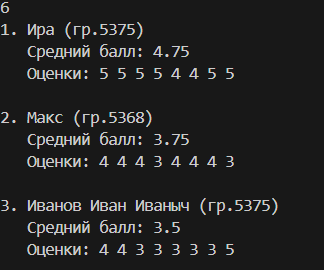 6
1. Ира (гр.5375)
Средний балл: 4.75
Оценки: 5 5 5 5 4 4 5 5
2. Макс (гр.5368)
Средний балл: 3.75
Оценки: 4 4 4 3 4 4 4 3
3. Иванов Иван Иваныч (гр.5375)
Средний балл: 3.5
Оценки: 4 4 3 3 3 3 3 5